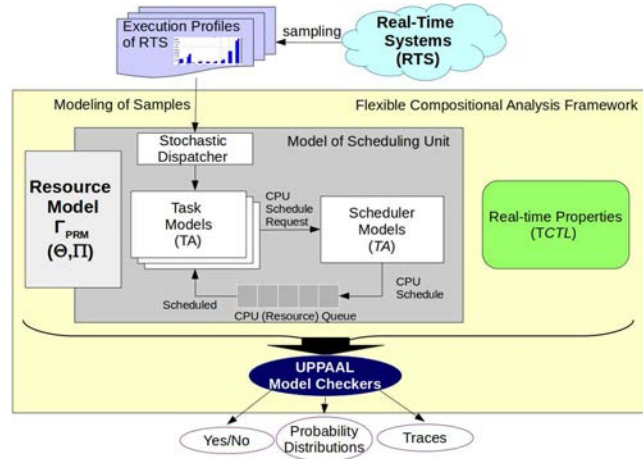 Execution Profiles
of RTS
sampling
Real-Time
Systems
(RTS)
Modeling of Samples
Flexible Compositional Analysis Framework
Stochastic
Dispatcher
Model of Scheduling Unit
Resource
Model
ΓPRM
(Θ,Π)
Task
Models
(TA)
CPU
Schedule
Request
Scheduler
Models
(TA)
Real-time Properties
(TCTL)
Scheduled
CPU
Schedule
CPU (Resource) Queue
UPPAAL
Model Checkers
Yes/No
Probability
Distributions
Traces